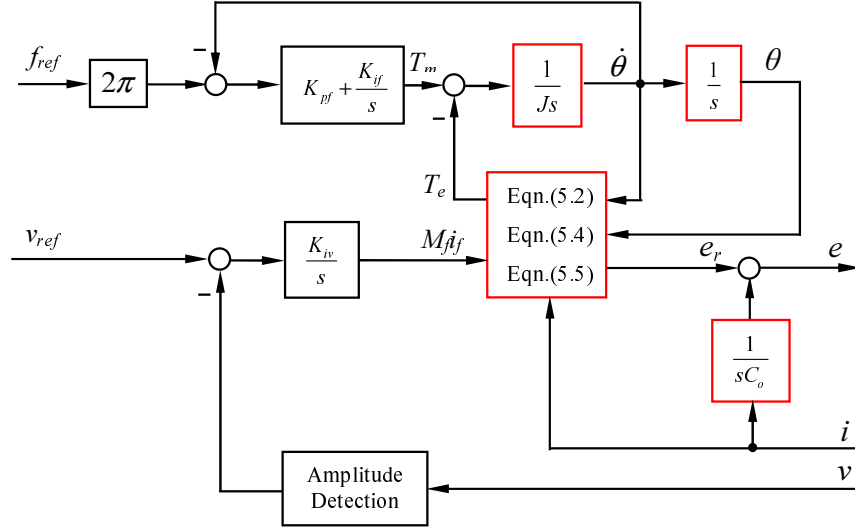 f_ref
2π
−
K_pf + K_if/s
T_m
−
1/Js
θ̇
1/s
θ
T_e
Eqn.(5.2)
Eqn.(5.4)
Eqn.(5.5)
v_ref
−
K_iv/s
M_f i_f
e_r
e
1/sC_o
i
v
Amplitude
Detection